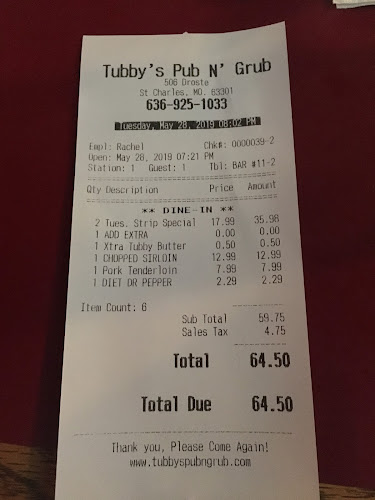 Tubby's Pub N' Grub
506 Droste
St Charles, MO. 63301
636-925-1033
Tuesday, May 28, 2019 08:02 PM
Empl: Rachel Chk#: 0000039-2
Open: May 28, 2019 07:21 PM
Station: 1 Guest: 1 Tbl: BAR #11-2
Qty Description Price Amount
** DINE-IN **
2 Tues. Strip Special 17.99 35.98
1 ADD EXTRA 0.00 0.00
1 Xtra Tubby Butter 0.50 0.50
1 CHOPPED SIRLOIN 12.99 12.99
1 Pork Tenderloin 7.99 7.99
1 DIET DR PEPPER 2.29 2.29
Item Count: 6
Sub Total 59.75
Sales Tax 4.75
Total 64.50
Total Due 64.50
Thank you, Please Come Again!
www.tubbyspubngrub.com